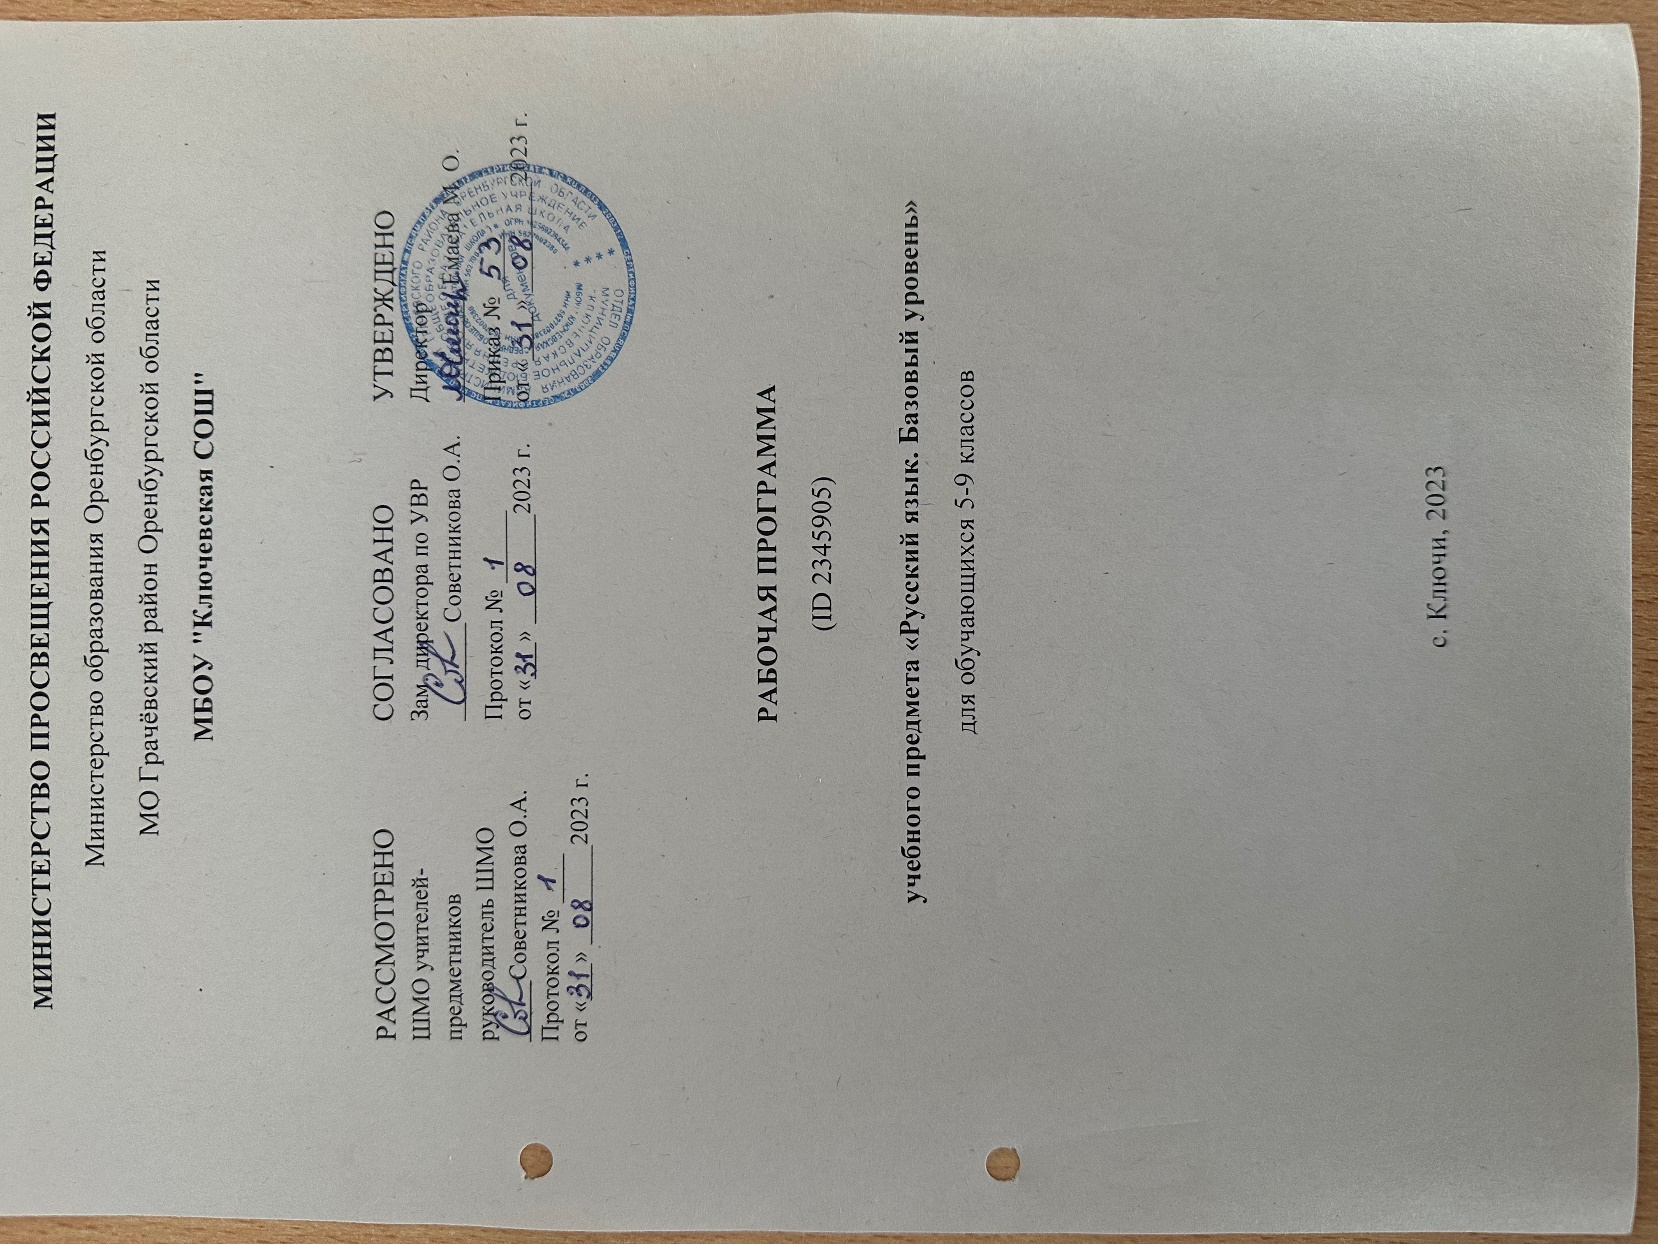 МИНИСТЕРСТВО ПРОСВЕЩЕНИЯ РОССИЙСКОЙ ФЕДЕРАЦИИ
Министерство образования Оренбургской области
МО Грачёвский район Оренбургской области
МБОУ "Ключевская СОШ"
РАССМОТРЕНО
ШМО учителей-
предметников
руководитель ШМО
Советникова О.А.
Протокол № 1
от «31» 08 2023 г.
СОГЛАСОВАНО
Зам директора по УВР
Советникова О.А.
Протокол № 1
от «31» 08 2023 г.
УТВЕРЖДЕНО
Директор
М. О.
Приказ № 53
от «31» 08 2023 г.
РАБОЧАЯ ПРОГРАММА
(ID 2345905)
учебного предмета «Русский язык. Базовый уровень»
для обучающихся 5-9 классов
с. Ключи, 2023